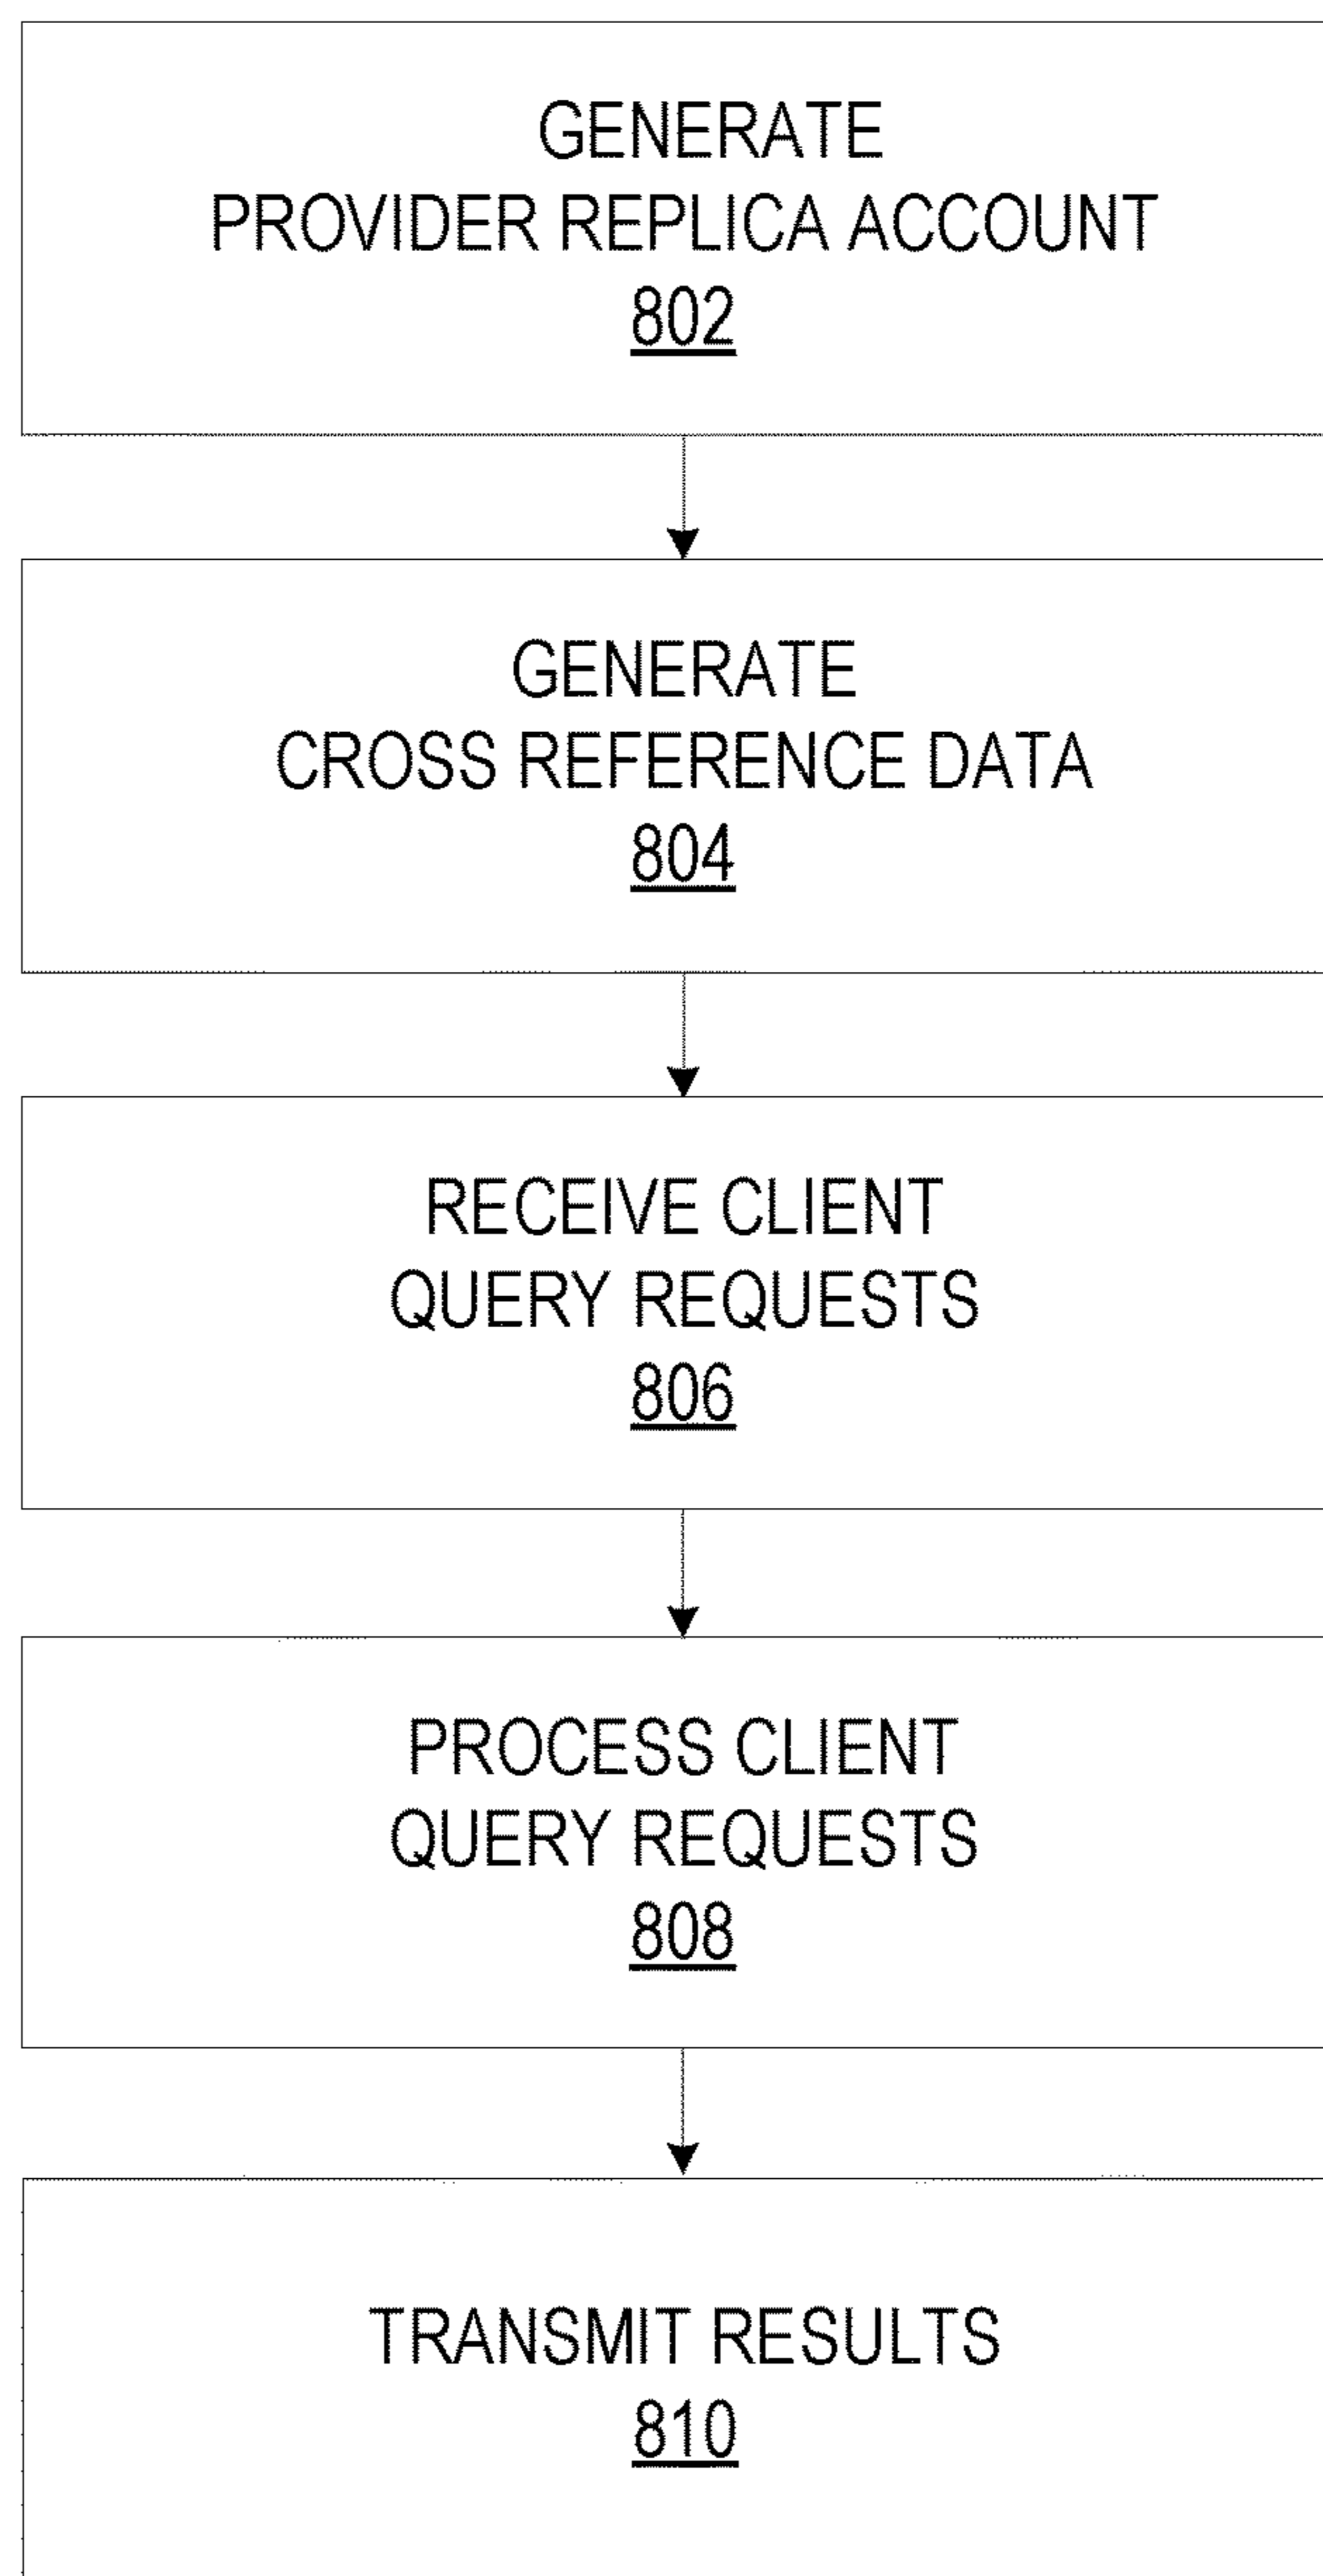 GENERATE
PROVIDER REPLICA ACCOUNT
802
GENERATE
CROSS REFERENCE DATA
804
RECEIVE CLIENT
QUERY REQUESTS
806
PROCESS CLIENT
QUERY REQUESTS
808
TRANSMIT RESULTS
810